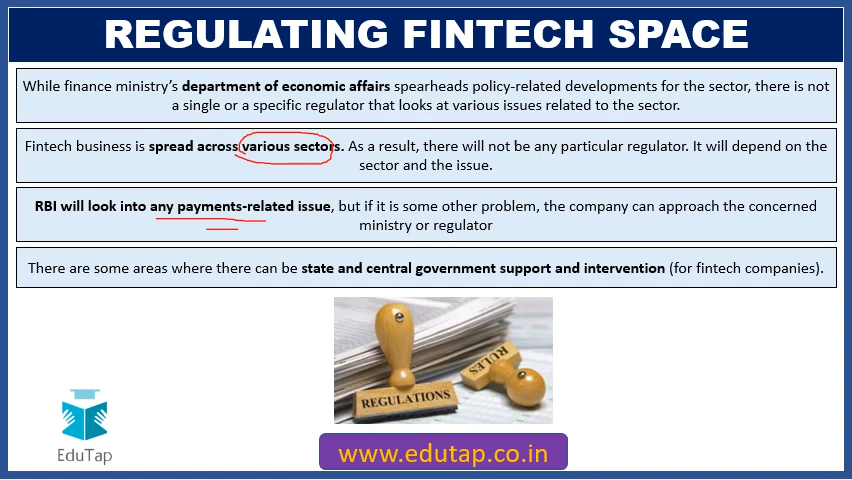 REGULATING FINTECH SPACE
While finance ministry's department of economic affairs spearheads policy-related developments for the sector, there is not
a single or a specific regulator that looks at various issues related to the sector.
Fintech business is spread across various sectors. As a result, there will not be any particular regulator. It will depend on the
sector and the issue.
RBI will look into any payments-related issue, but if it is some other problem, the company can approach the concerned
ministry or regulator
There are some areas where there can be state and central government support and intervention (for fintech companies).
RULES
REGULATIONS
EduTap
www.edutap.co.in